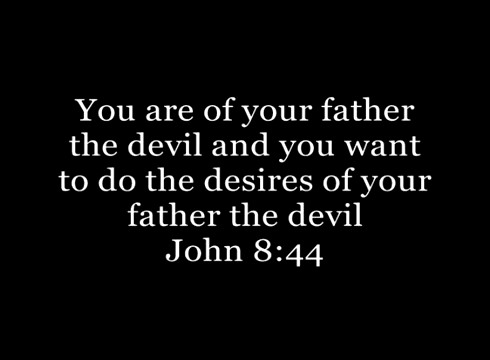 You are of your father
the devil and you want
to do the desires of your
father the devil
John 8:44